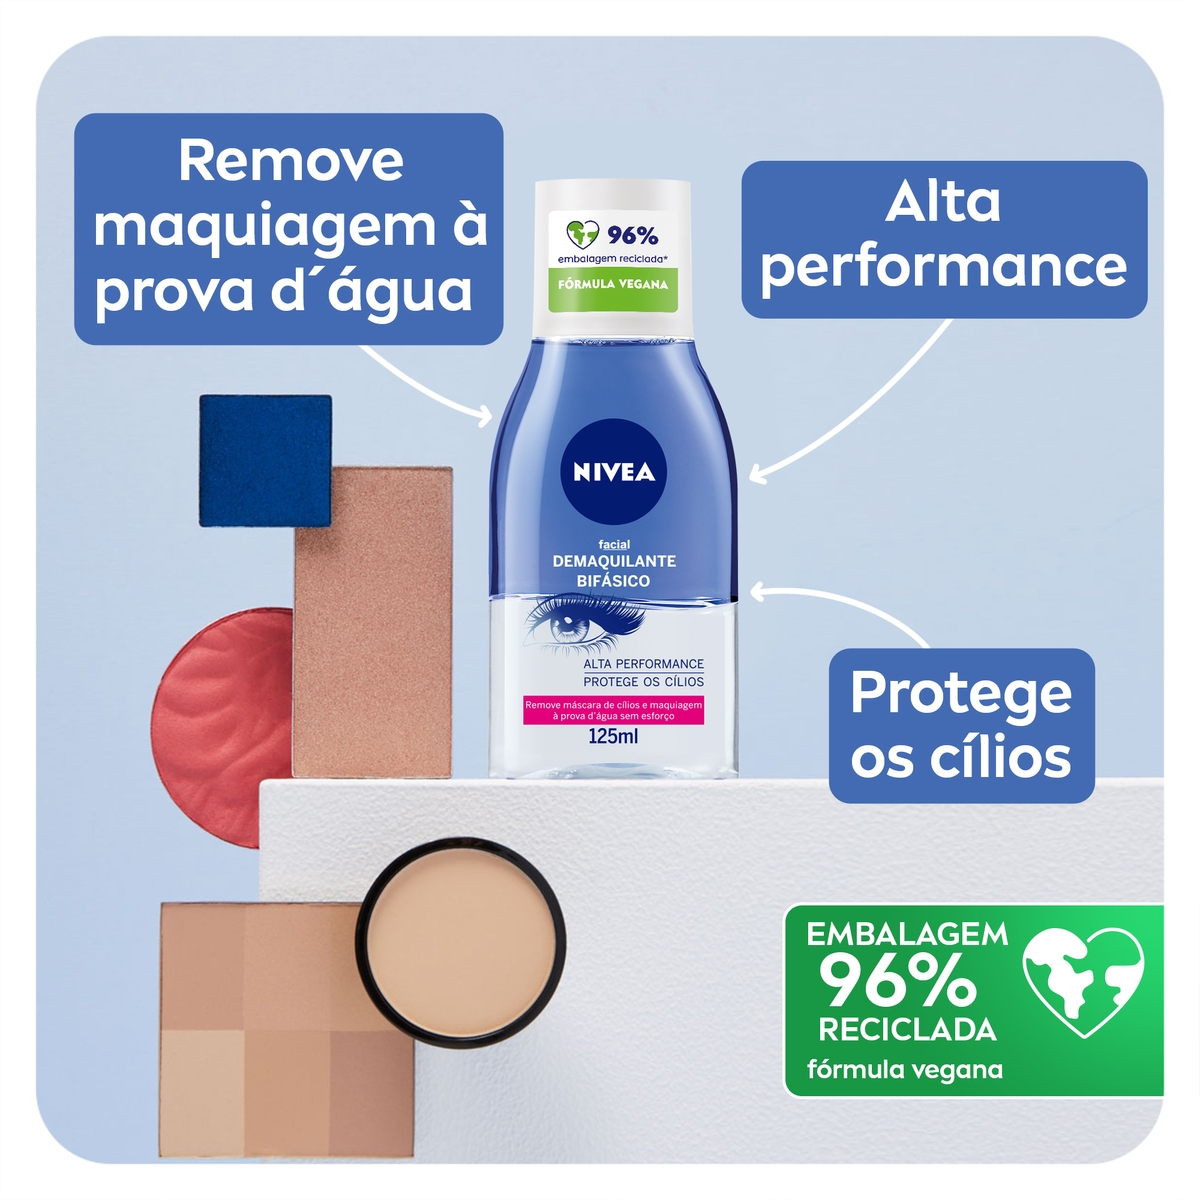 Remove
maquiagem à
prova d´água
Alta
performance
96%
embalagem reciclada*
FÓRMULA VEGANA
NIVEA
facial
DEMAQUILANTE
BIFÁSICO
ALTA PERFORMANCE
PROTEGE OS CÍLIOS
Remove máscara de cílios e maquiagem
à prova d'água sem esforço
125ml
Protege
os cílios
EMBALAGEM
96%
RECICLADA
fórmula vegana